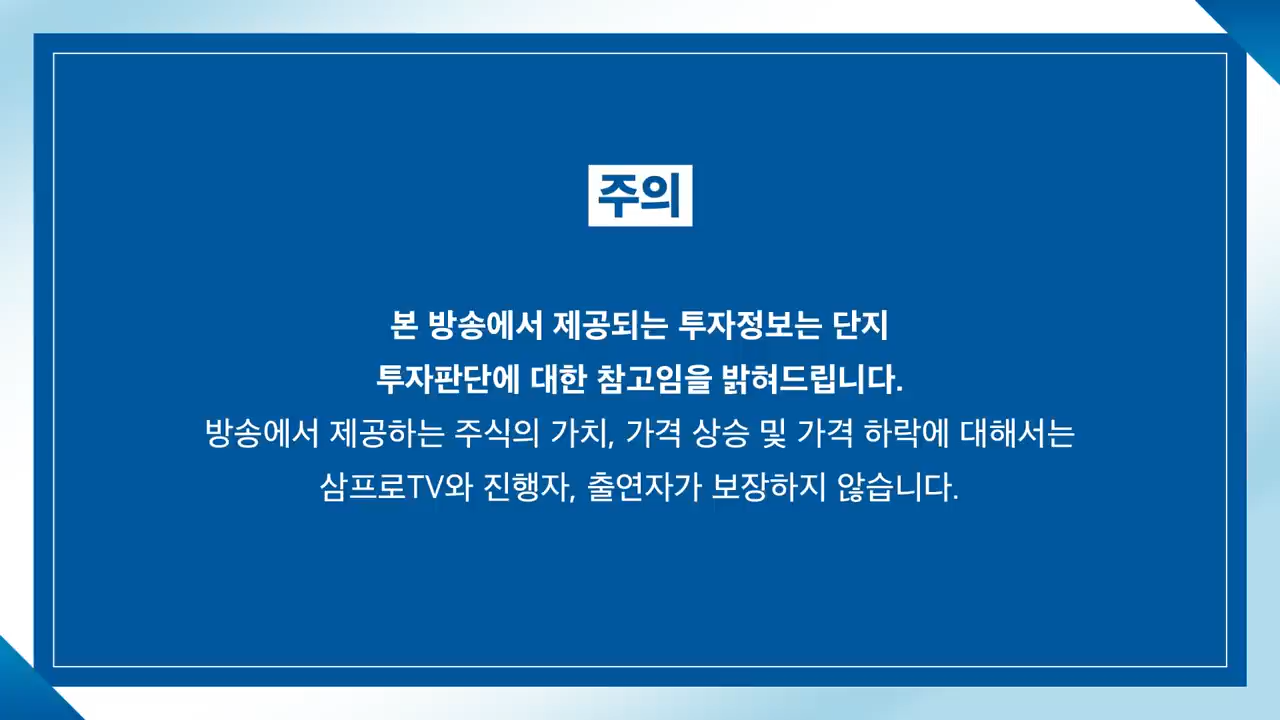 주의
본 방송에서 제공되는 투자정보는 단지
투자판단에 대한 참고임을 밝혀드립니다.
방송에서 제공하는 주식의 가치, 가격 상승 및 가격 하락에 대해서는
삼프로TV와 진행자, 출연자가 보장하지 않습니다.